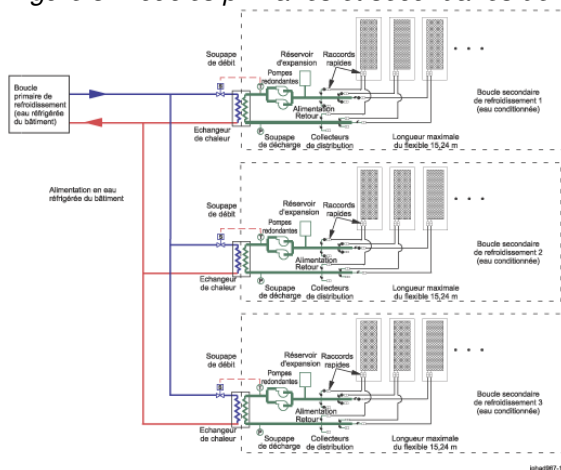 Soupape
de débit
Réservoir
d'expansion
Raccords
rapides
Pompes
redondantes
Boucle
primaire de
refroidissement
(eau réfrigérée
du bâtiment)
Alimentation
Retour
Boucle secondaire
de refroidissement 1
(eau conditionnée)
Echangeur
de chaleur
Soupape
de décharge
Collecteurs
de distribution
Longueur maximale
du flexible 15,24 m
Alimentation en eau
réfrigérée du bâtiment
Soupape
de débit
Réservoir
d'expansion
Raccords
rapides
Pompes
redondantes
Alimentation
Retour
Boucle secondaire
de refroidissement 2
(eau conditionnée)
Echangeur
de chaleur
Soupape
de décharge
Collecteurs
de distribution
Longueur maximale
du flexible 15,24 m
Soupape
de débit
Réservoir
d'expansion
Raccords
rapides
Pompes
redondantes
Alimentation
Retour
Boucle secondaire
de refroidissement 3
(eau conditionnée)
Echangeur
de chaleur
Soupape
de décharge
Collecteurs
de distribution
Longueur maximale
du flexible 15,24 m